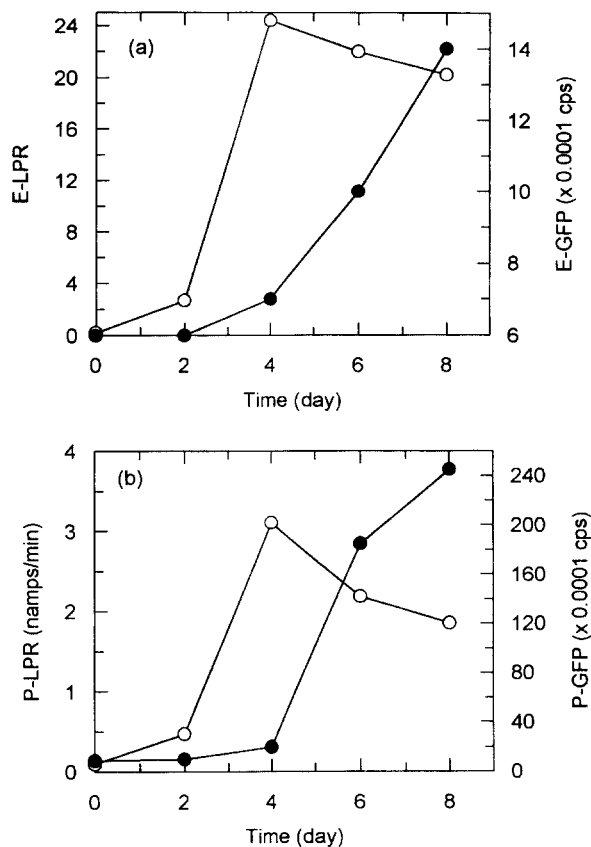 (a)
E-LPR
24
20
16
12
8
4
0
E-GFP (x 0.0001 cps)
14
12
10
8
6
0 2 4 6 8
Time (day)
(b)
P-LPR (namps/min)
4
3
2
1
0
P-GFP (x 0.0001 cps)
240
200
160
120
80
40
0
0 2 4 6 8
Time (day)